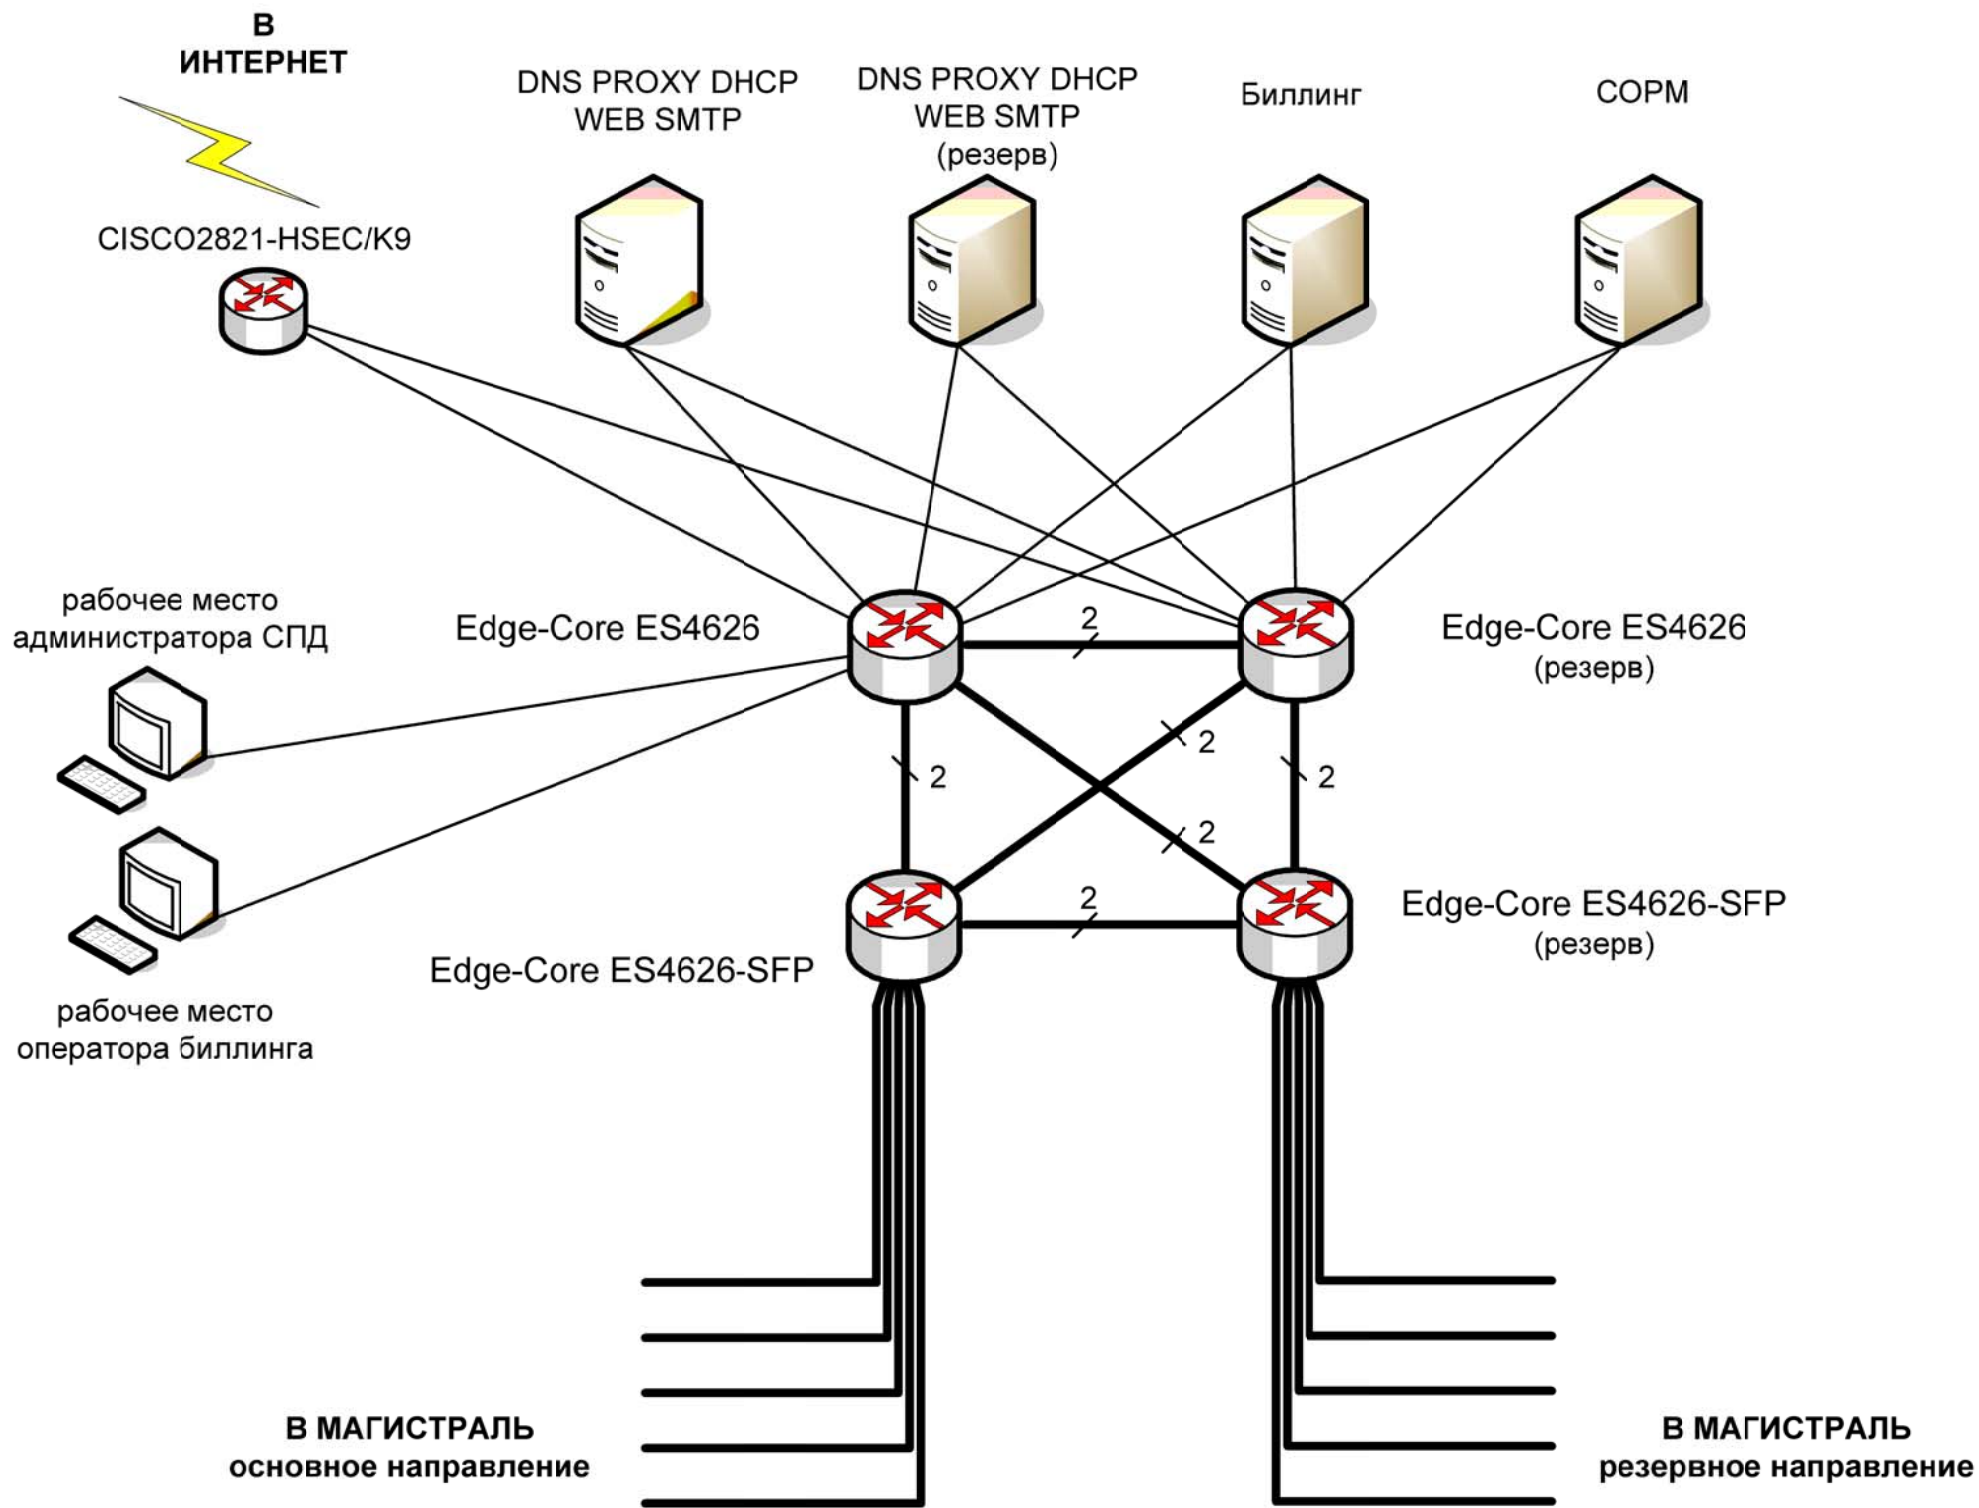 В
ИНТЕРНЕТ
DNS PROXY DHCP
WEB SMTP
DNS PROXY DHCP
WEB SMTP
(резерв)
Биллинг
СОРМ
CISCO2821-HSEC/K9
рабочее место
администратора СПД
Edge-Core ES4626
2
Edge-Core ES4626
(резерв)
2
2
2
2
2
Edge-Core ES4626-SFP
(резерв)
Edge-Core ES4626-SFP
рабочее место
оператора биллинга
В МАГИСТРАЛЬ
основное направление
В МАГИСТРАЛЬ
резервное направление